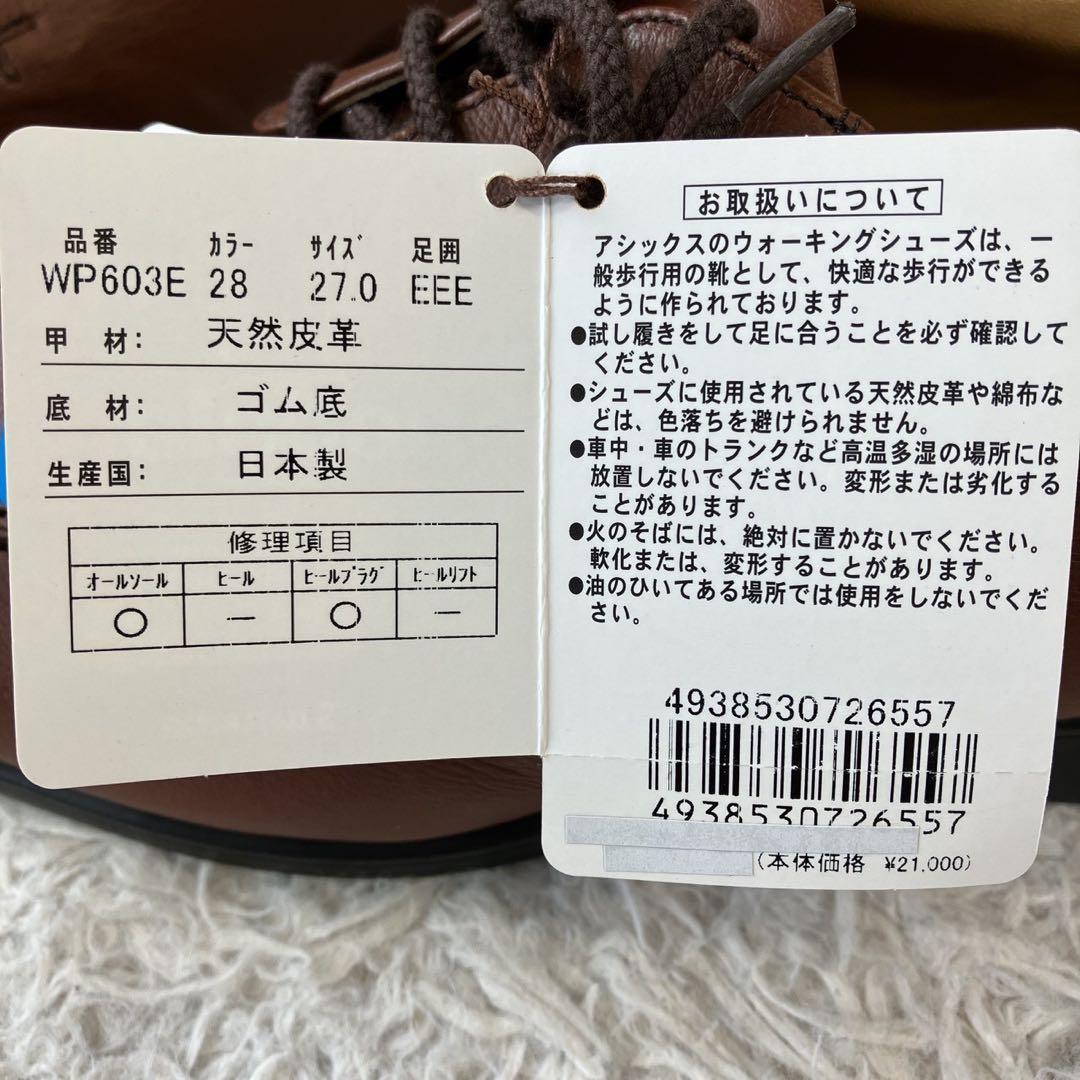 品番 ｶﾗｰ ｻｲｽﾞ 足囲
WP603E 28 27.0 EEE
甲 材： 天然皮革
底 材： ゴム底
生産国： 日本製
修理項目
ｵｰﾙｿｰﾙ ﾋｰﾙ ﾋｰﾙﾌﾟﾗｸﾞ ﾋｰﾙﾘﾌﾄ
○ － ○ －
お取扱いについて
アシックスのウォーキングシューズは、一
般歩行用の靴として、快適な歩行ができる
ように作られております。
●試し履きをして足に合うことを必ず確認して
ください。
●シューズに使用されている天然皮革や綿布な
どは、色落ちを避けられません。
●車中・車のトランクなど高温多湿の場所には
放置しないでください。変形または劣化する
ことがあります。
●火のそばには、絶対に置かないでください。
軟化または、変形することがあります。
●油のひいてある場所では使用をしないでくだ
さい。
4938530726557
4938530726557
(本体価格 ¥21,000)